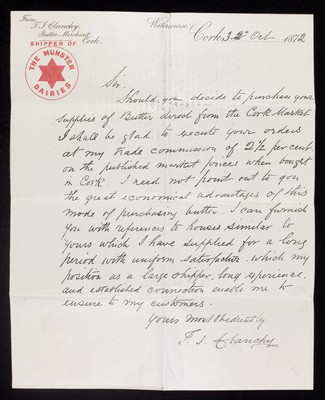 From
T. J. Clanchy,
Butter Merchant
Cork.
SHIPPER OF
THE MUNSTER
DAIRIES
Watercourse,
Cork, Oct 1872
Sir,
Should you decide to purchase your
supplies of Butter direct from the Cork Market
I shall be glad to execute your orders
at my trade commission of 2½ per cent
on the published market prices when bought
in Cork. I need not point out to you
the great economical advantages of this
mode of purchasing butter. I can furnish
you with references to houses similar to
yours which I have supplied for a long
period with uniform satisfaction, which my
position as a large shipper, long experience,
and established connection enable me to
ensure to my customers.
Yours most Obediently
T. J. Clanchy